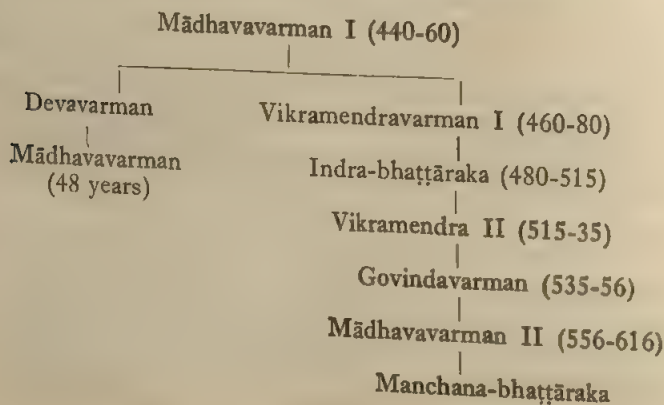 Mādhavavarman I (440-60)
Devavarman
Vikramendravarman I (460-80)
Mādhavavarman
(48 years)
Indra-bhaṭṭāraka (480-515)
Vikramendra II (515-35)
Govindavarman (535-56)
Mādhavavarman II (556-616)
Manchana-bhaṭṭāraka